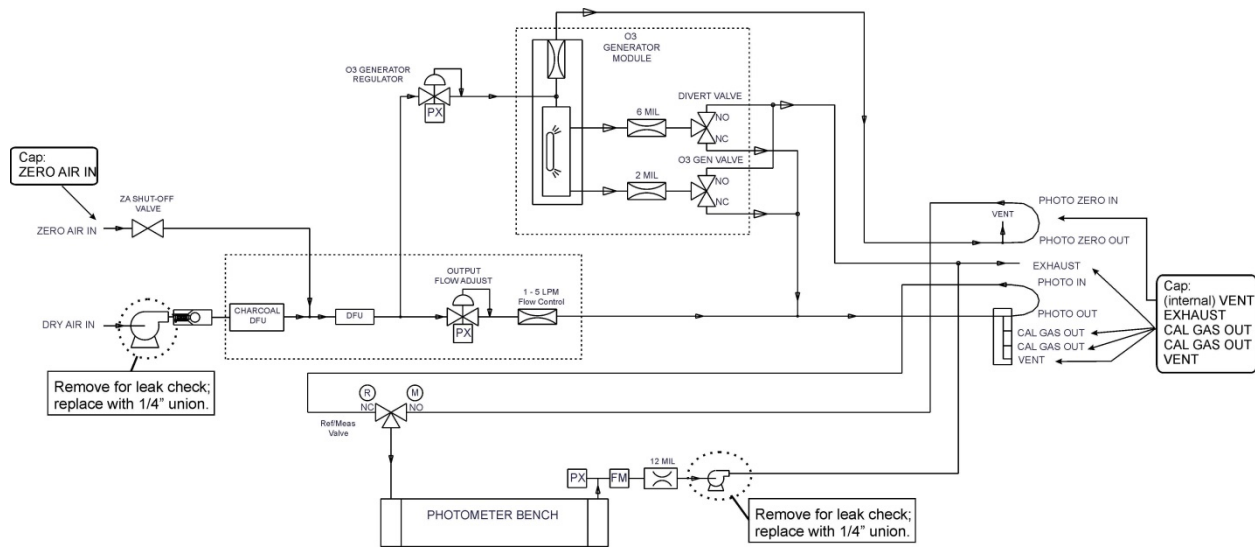 O3
GENERATOR
MODULE
O3 GENERATOR
REGULATOR
PX
6 MIL
DIVERT VALVE
NO
NC
O3 GEN VALVE
2 MIL
NO
NC
Cap:
ZERO AIR IN
ZA SHUT-OFF
VALVE
ZERO AIR IN
PHOTO ZERO IN
VENT
PHOTO ZERO OUT
EXHAUST
PHOTO IN
PHOTO OUT
CAL GAS OUT
CAL GAS OUT
VENT
Cap:
(internal) VENT
EXHAUST
CAL GAS OUT
CAL GAS OUT
VENT
OUTPUT
FLOW ADJUST
1 - 5 LPM
Flow Control
CHARCOAL
DFU
DFU
PX
DRY AIR IN
Remove for leak check;
replace with 1/4" union.
R
M
NC
NO
Ref/Meas
Valve
PX
FM
12 MIL
PHOTOMETER BENCH
Remove for leak check;
replace with 1/4" union.